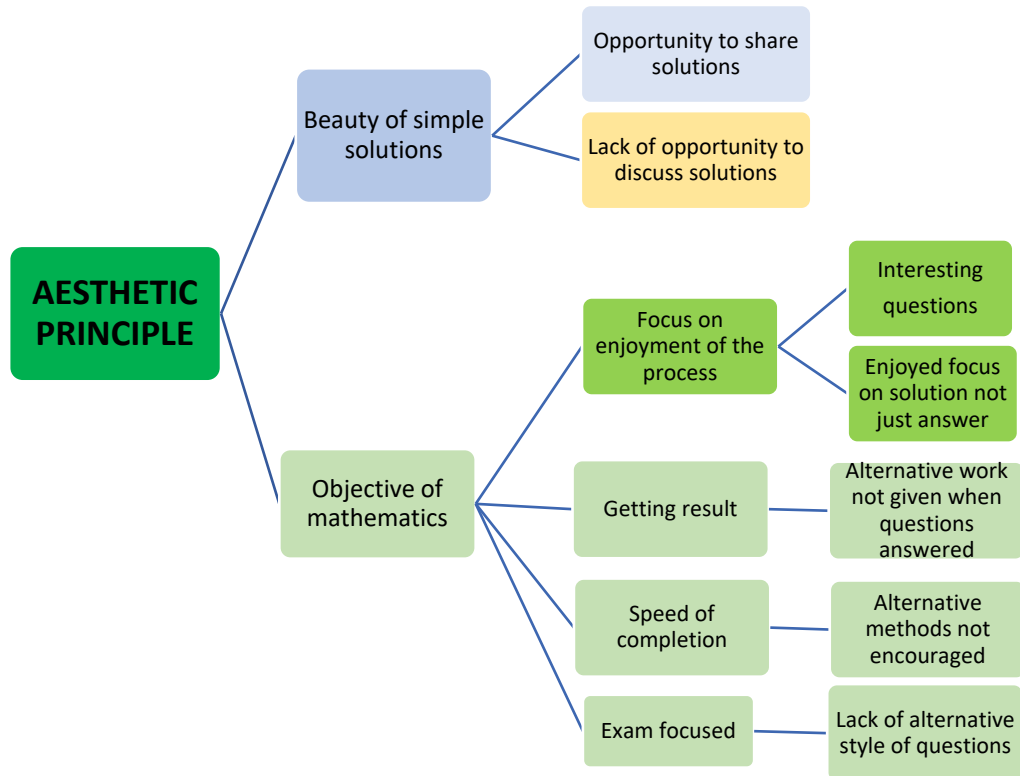 AESTHETIC
PRINCIPLE
Beauty of simple
solutions
Opportunity to share
solutions
Lack of opportunity to
discuss solutions
Objective of
mathematics
Focus on
enjoyment of the
process
Interesting
questions
Enjoyed focus
on solution not
just answer
Getting result
Alternative work
not given when
questions
answered
Speed of
completion
Alternative
methods not
encouraged
Exam focused
Lack of alternative
style of questions